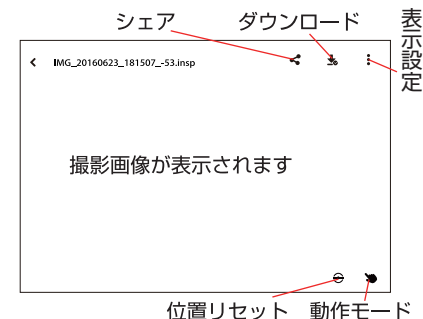 シェア
ダウンロード
表示設定
IMG_20160623_181507_-53.insp
撮影画像が表示されます
位置リセット
動作モード